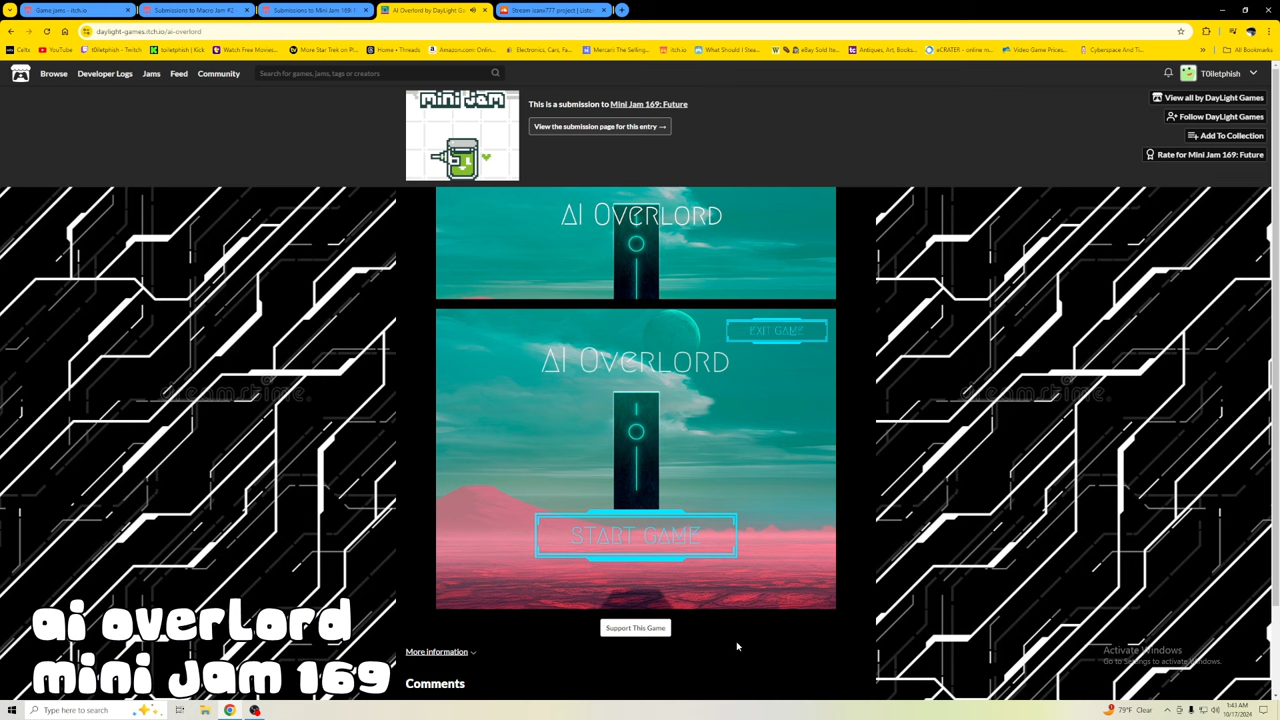 Game jams - itch.io
Submissions to Macro Jam #2
Submissions to Mini Jam 169:
AI Overlord by DayLight Ga
Stream isanx777 project | Listen
daylight-games.itch.io/ai-overlord
Celtx
YouTube
t0iletphish - Twitch
toiletphish | Kick
Watch Free Movies...
More Star Trek on Pl...
Home • Threads
Amazon.com: Onlin...
Electronics, Cars, Fa...
Mercari: The Selling...
itch.io
What Should I Strea...
eBay Sold Ite...
Antiques, Art, Books...
eCRATER - online m...
Video Game Prices...
Cyberspace And Ti...
All Bookmarks
Browse
Developer Logs
Jams
Feed
Community
Search for games, jams, tags or creators
T0iletphish
MINI JAM
This is a submission to Mini Jam 169: Future
View the submission page for this entry →
View all by DayLight Games
Follow DayLight Games
Add To Collection
Rate for Mini Jam 169: Future
AI Overlord
EXIT GAME
AI Overlord
START GAME
dreamstime.
dreamstime.
Support This Game
More information
Comments
ai overlord
mini jam 169
Activate Windows
Go to Settings to activate Windows.
Type here to search
79°F Clear
1:43 AM
10/17/2024